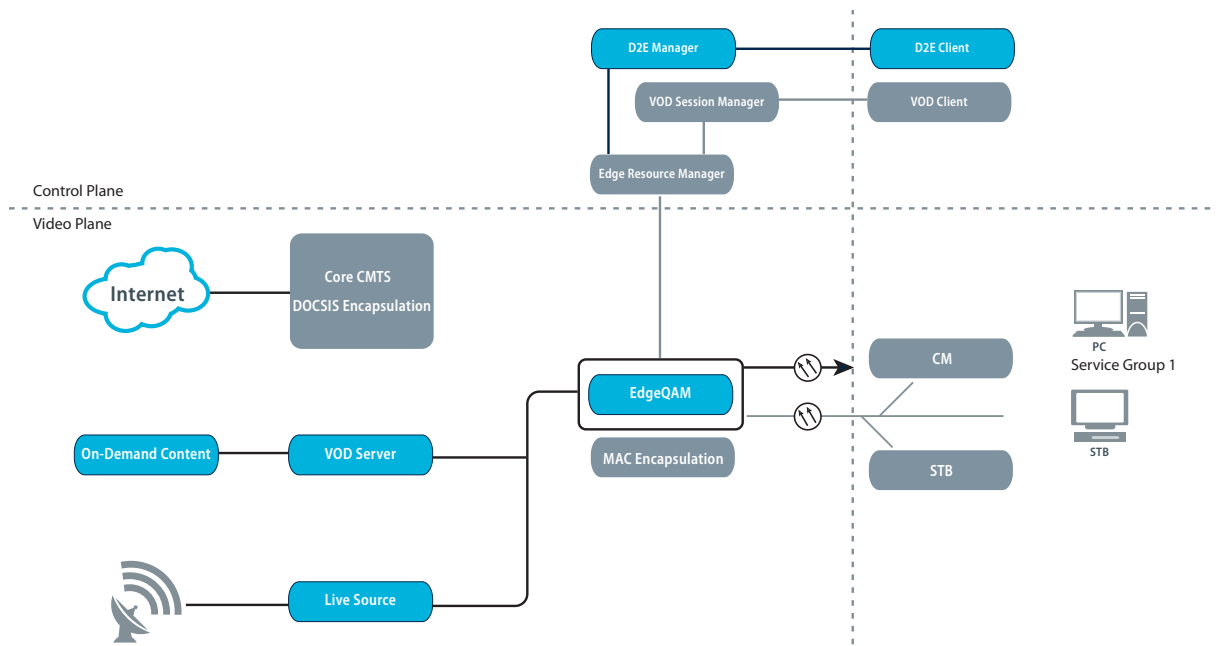 D2E Manager
D2E Client
VOD Session Manager
VOD Client
Edge Resource Manager
Control Plane
Video Plane
Internet
Core CMTS
DOCSIS Encapsulation
PC
Service Group 1
CM
EdgeQAM
On-Demand Content
VOD Server
MAC Encapsulation
STB
STB
Live Source